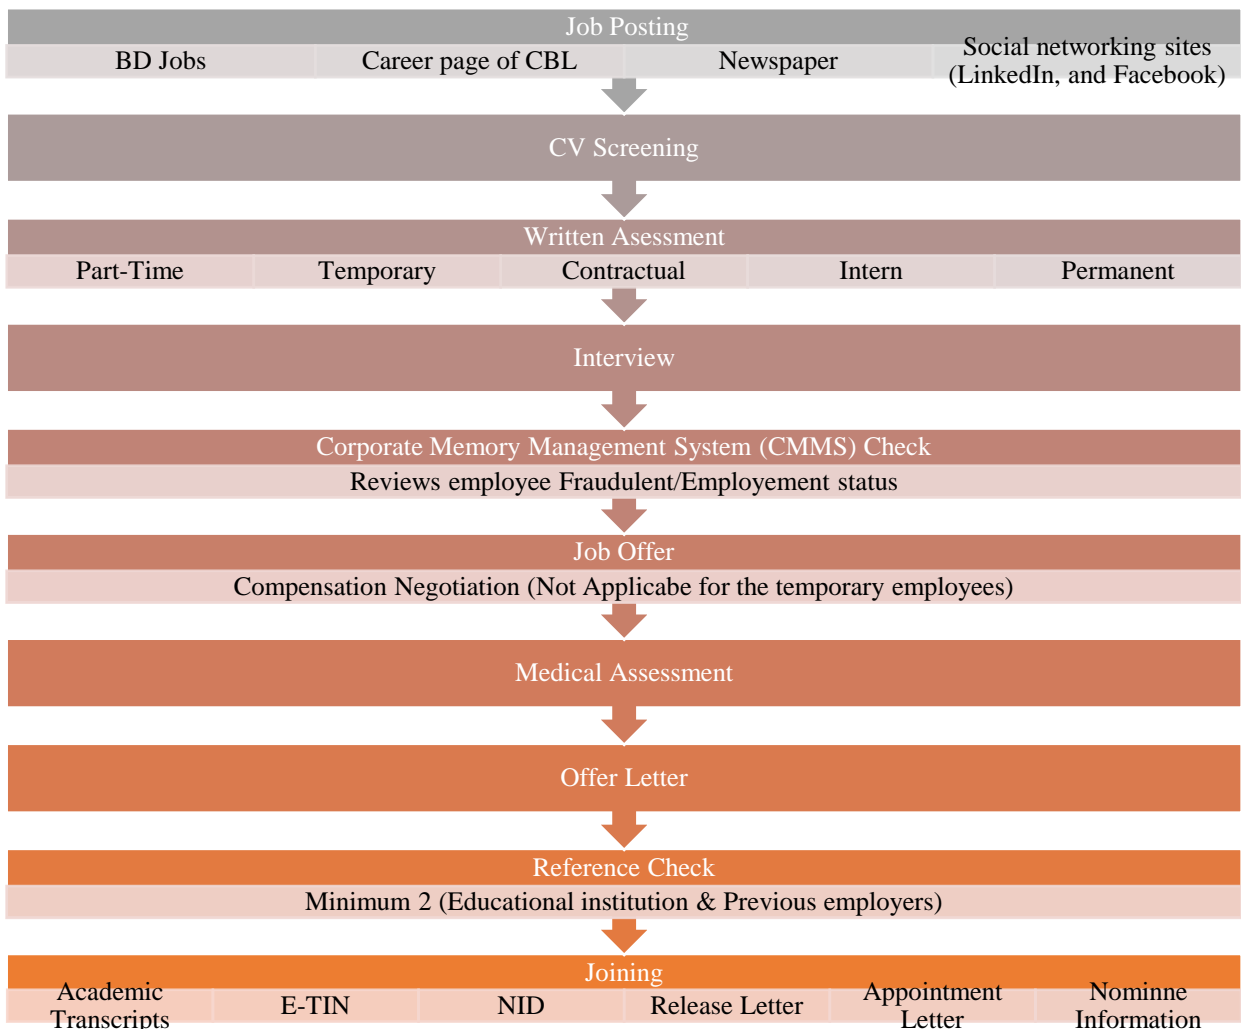 Job Posting
BD Jobs
Career page of CBL
Newspaper
Social networking sites
(LinkedIn, and Facebook)
CV Screening
Written Asessment
Part-Time
Temporary
Contractual
Intern
Permanent
Interview
Corporate Memory Management System (CMMS) Check
Reviews employee Fraudulent/Employement status
Job Offer
Compensation Negotiation (Not Applicabe for the temporary employees)
Medical Assessment
Offer Letter
Reference Check
Minimum 2 (Educational institution & Previous employers)
Joining
Academic
Transcripts
E-TIN
NID
Release Letter
Appointment
Letter
Nominne
Information